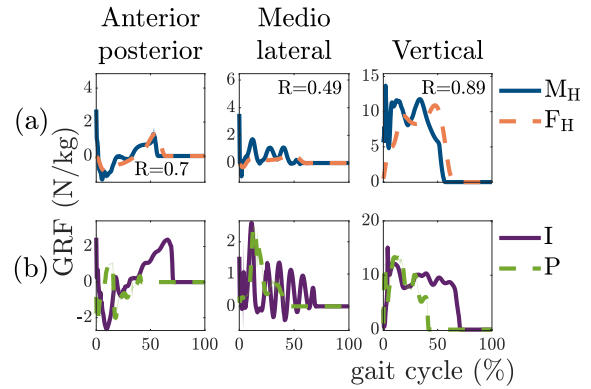 Anterior Medio
posterior lateral Vertical
(a)
R=0.7
R=0.49
R=0.89
4
2
0
6
4
2
0
15
10
5
0
M_H
F_H
GRF (N/kg)
(b)
2
0
-2
2
1
0
20
10
0
I
P
0 50 100
0 50 100
0 50 100
gait cycle (%)